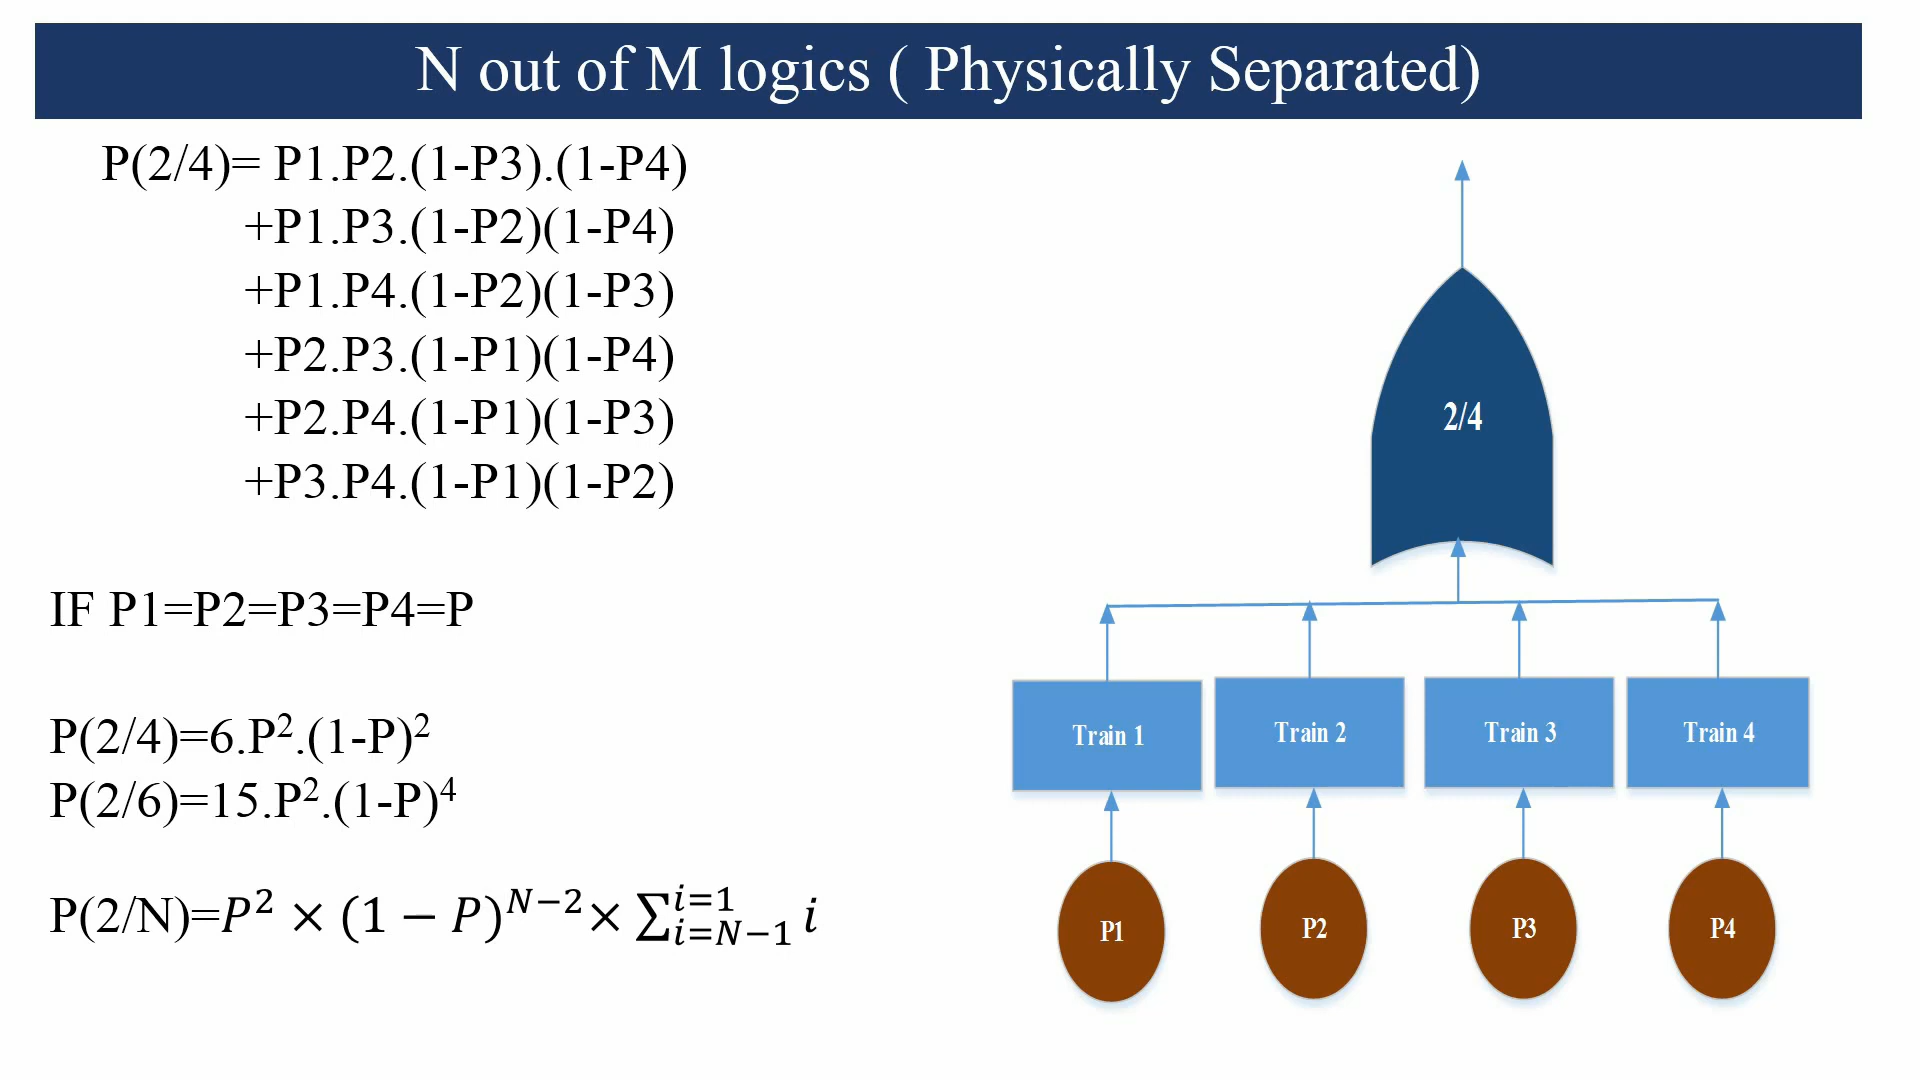 N out of M logics ( Physically Separated)
P(2/4)= P1.P2.(1-P3).(1-P4)
+P1.P3.(1-P2)(1-P4)
+P1.P4.(1-P2)(1-P3)
+P2.P3.(1-P1)(1-P4)
+P2.P4.(1-P1)(1-P3)
+P3.P4.(1-P1)(1-P2)
IF P1=P2=P3=P4=P
P(2/4)=6.P².(1-P)²
P(2/6)=15.P².(1-P)⁴
P(2/N)=P² × (1 − P)^{N−2} × ∑_{i=N−1}^{i=1} i
2/4
Train 1
Train 2
Train 3
Train 4
P1
P2
P3
P4